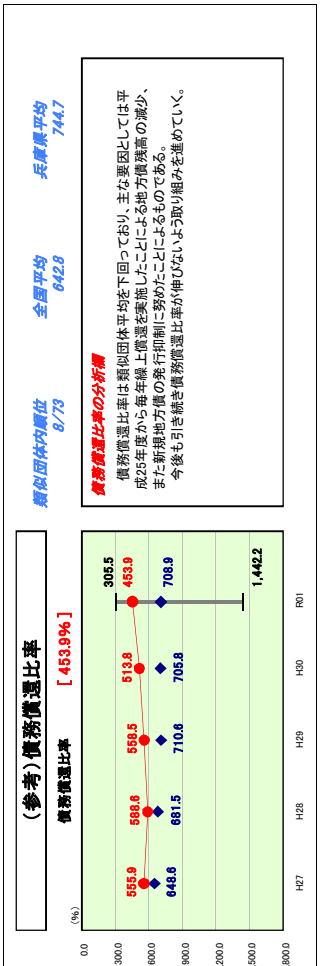 （参考）債務償還比率
債務償還比率 [ 453.9% ]
類似団体内順位 全国平均 兵庫県平均
8/73 642.8 744.7
(%)
0.0
300.0
600.0
900.0
1,200.0
1,500.0
1,800.0
555.9 588.6 558.5 513.8 453.9
648.6 681.5 710.6 705.8 708.9
305.5
1,442.2
H27 H28 H29 H30 R01
債務償還比率の分析欄
債務償還比率は類似団体平均を下回っており、主な要因としては平
成25年度から毎年繰上償還を実施したことによる地方債残高の減少、
また新規地方債の発行抑制に努めたことによるものである。
今後も引き続き債務償還比率が伸びないよう取り組みを進めていく。